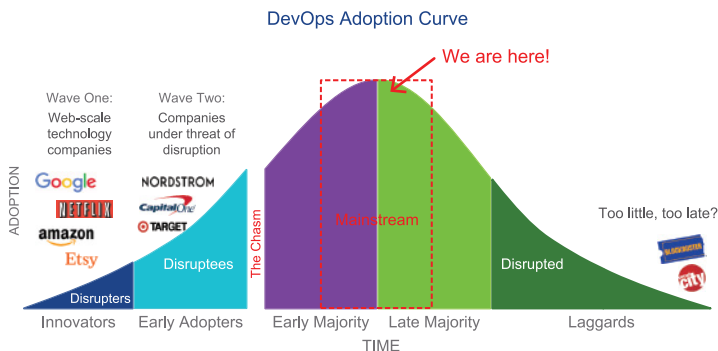 DevOps Adoption Curve
We are here!
Wave One:
Web-scale
technology
companies
Wave Two:
Companies
under threat of
disruption
Google
NETFLIX
amazon
Etsy
NORDSTROM
Capital One
TARGET
ADOPTION
The Chasm
Mainstream
Too little, too late?
BLOCKBUSTER
city
Disrupters
Disruptees
Disrupted
Innovators
Early Adopters
Early Majority
Late Majority
Laggards
TIME